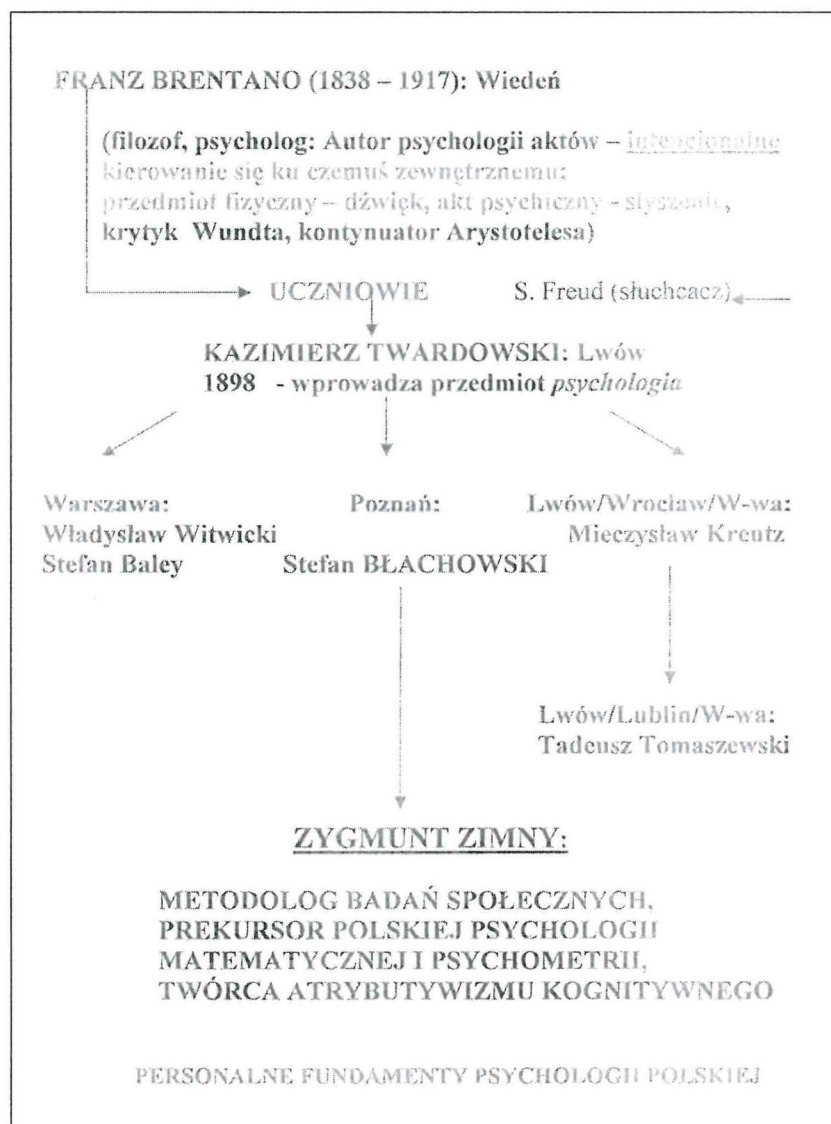 FRANZ BRENTANO (1838 – 1917): Wiedeń
(filozof, psycholog: Autor psychologii aktów – intencjonalne
kierowanie się ku czemuś zewnętrznemu:
przedmiot fizyczny – dźwięk, akt psychiczny - słyszenie,
krytyk Wundta, kontynuator Arystotelesa)
UCZNIOWIE S. Freud (słuchcacz)
KAZIMIERZ TWARDOWSKI: Lwów
1898 - wprowadza przedmiot psychologia
Warszawa: Poznań: Lwów/Wrocław/W-wa:
Władysław Witwicki Mieczysław Kreutz
Stefan Baley Stefan BŁACHOWSKI
Lwów/Lublin/W-wa:
Tadeusz Tomaszewski
ZYGMUNT ZIMNY:
METODOLOG BADAŃ SPOŁECZNYCH,
PREKURSOR POLSKIEJ PSYCHOLOGII
MATEMATYCZNEJ I PSYCHOMETRII,
TWÓRCA ATRYBUTYWIZMU KOGNITYWNEGO
PERSONALNE FUNDAMENTY PSYCHOLOGII POLSKIEJ